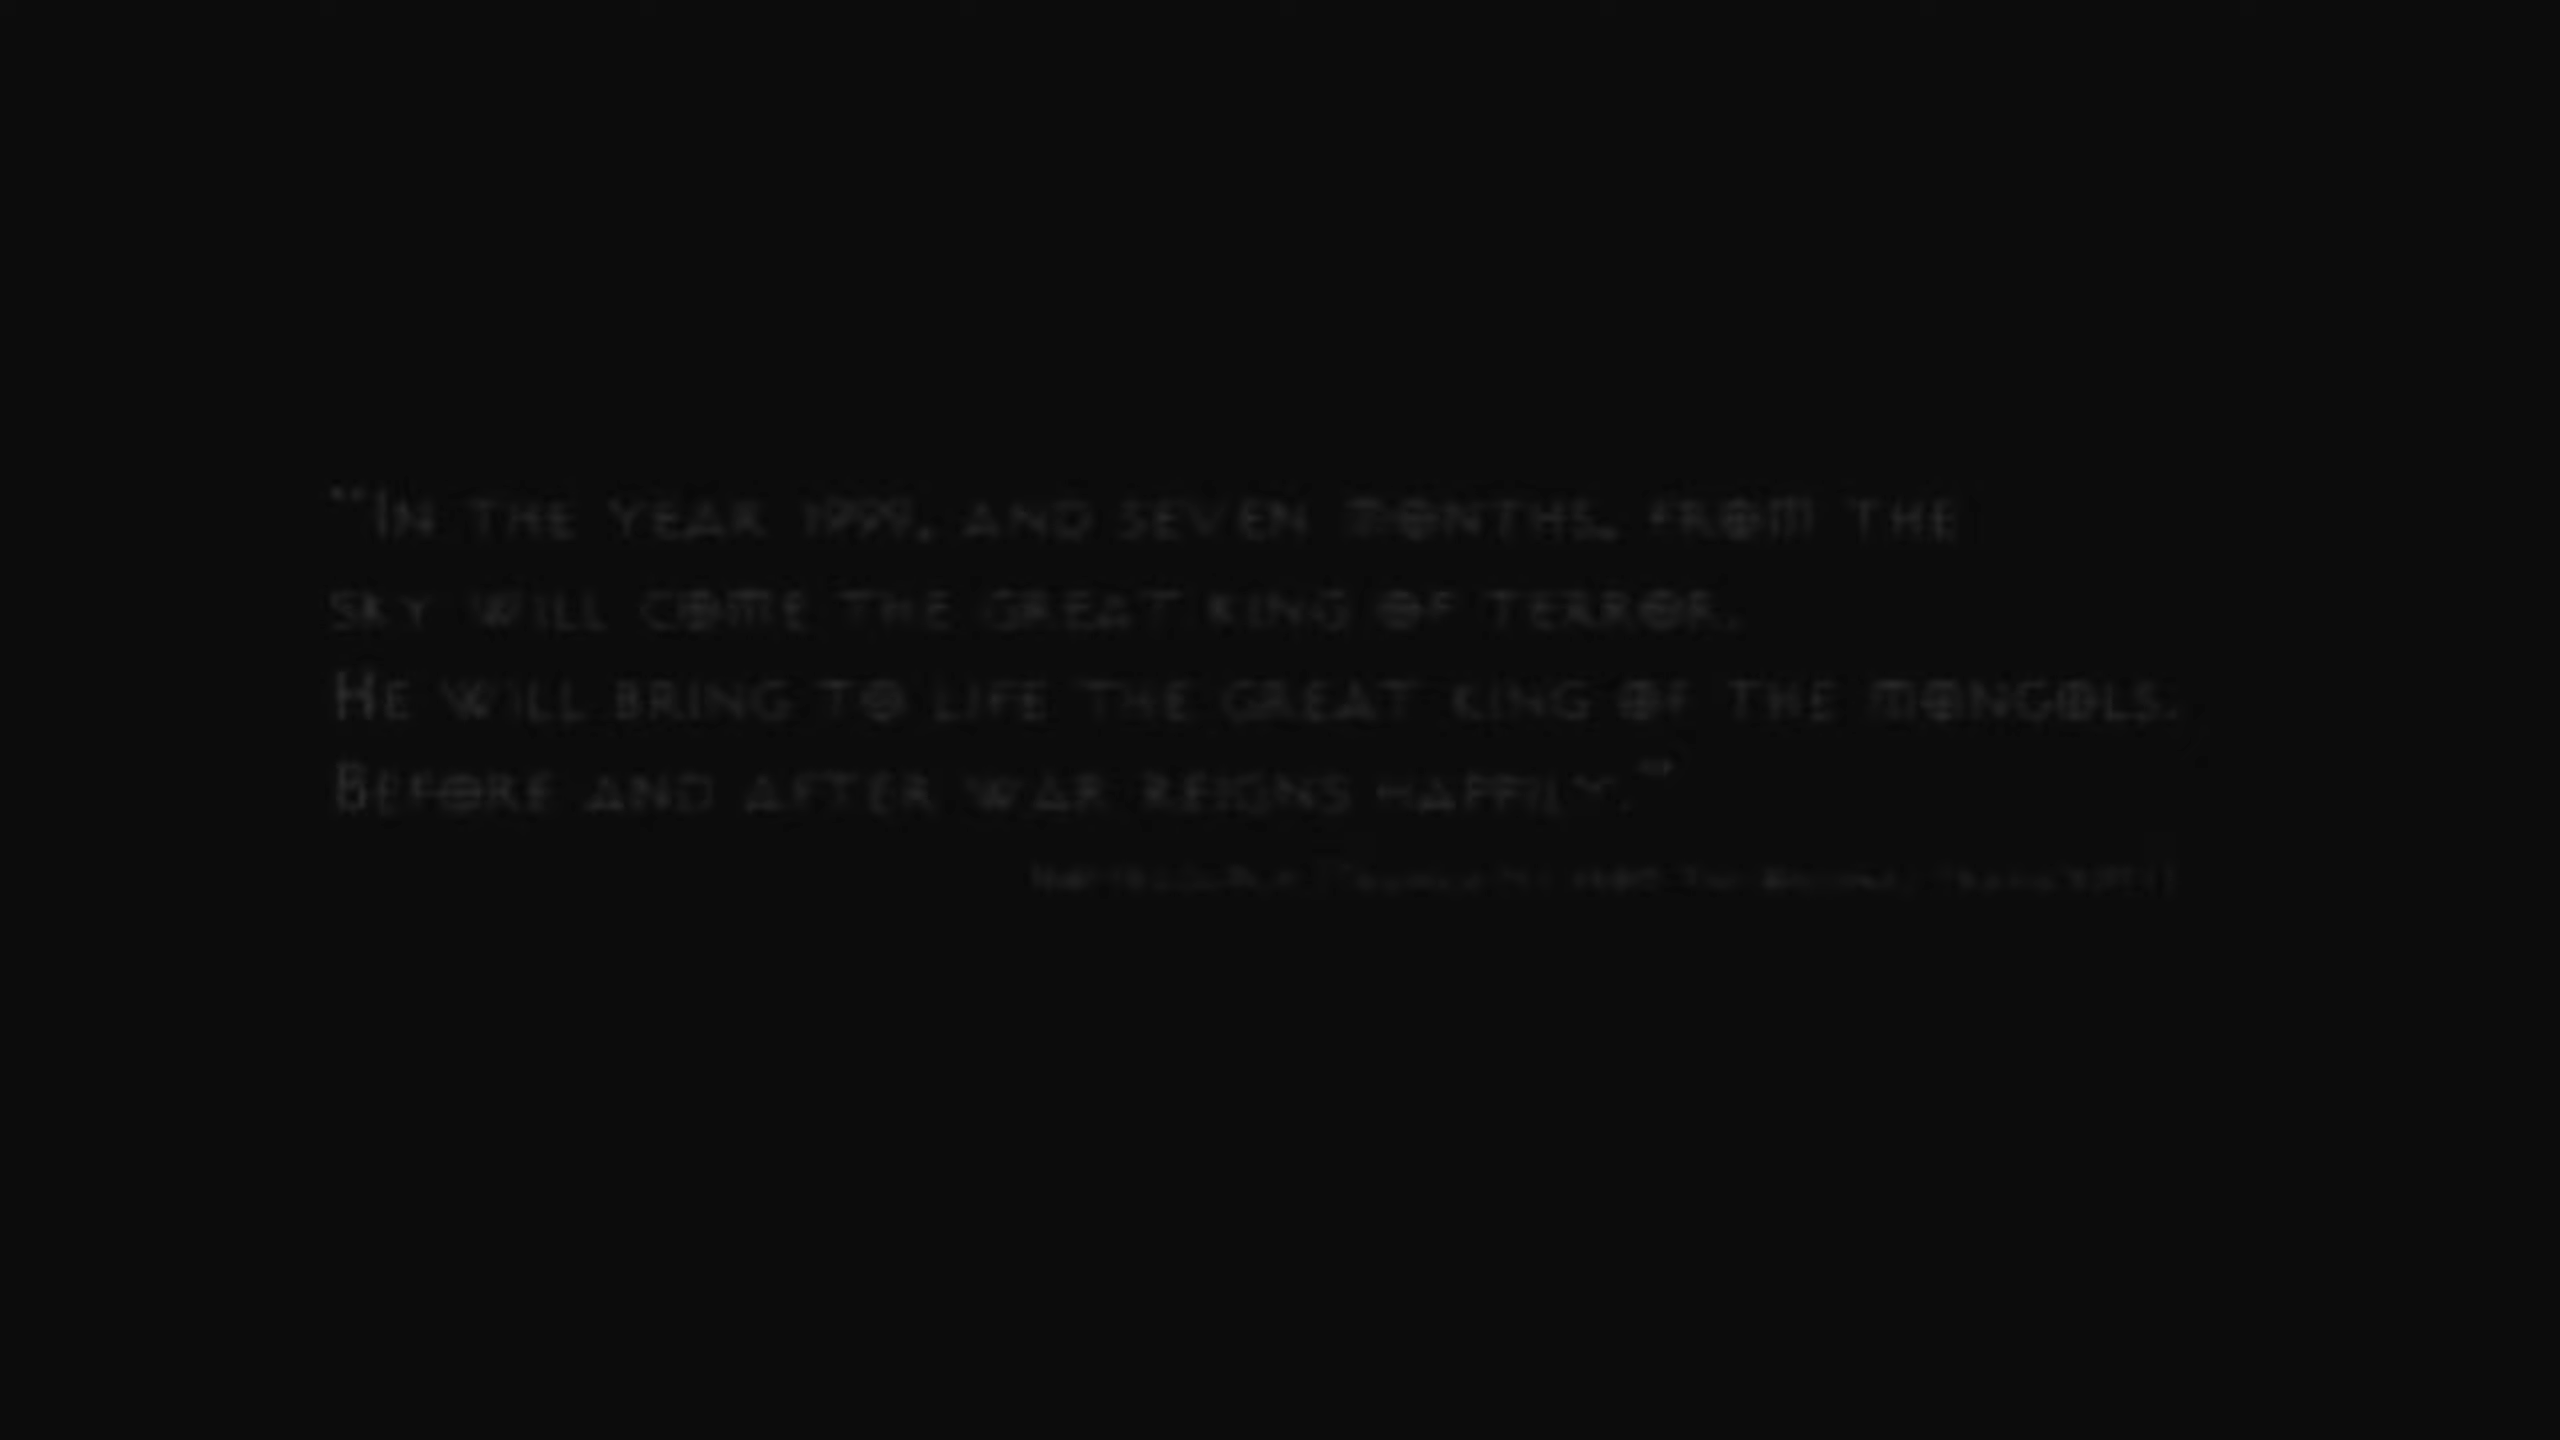 "In the year 1999, and seven months, from the
sky will come the great king of terror.
He will bring to life the great king of the Mongols.
Before and after war reigns happily."